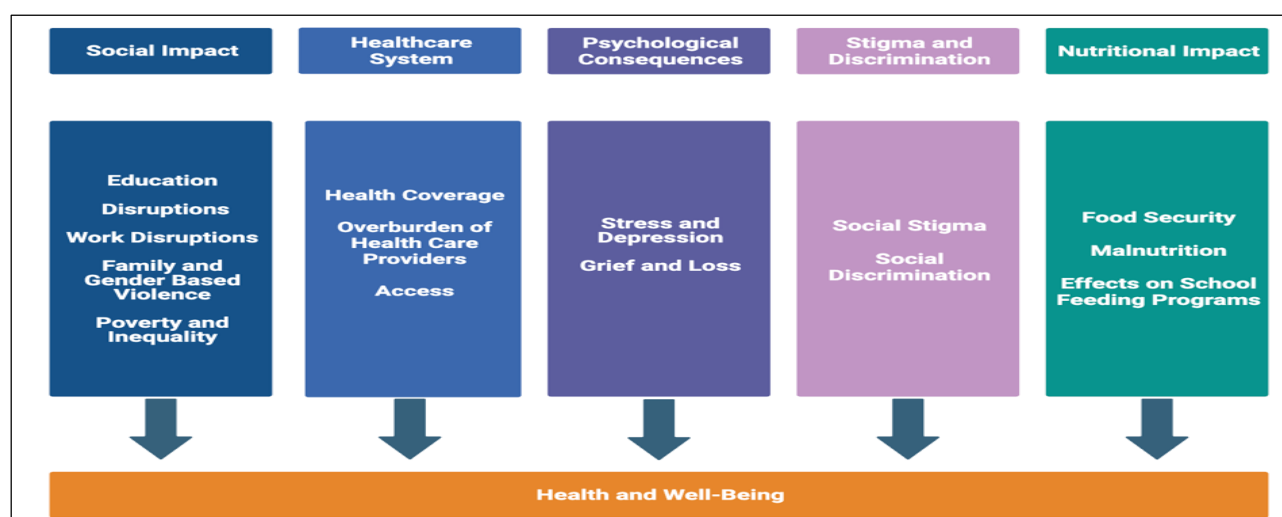 Social Impact
Healthcare
System
Psychological
Consequences
Stigma and
Discrimination
Nutritional Impact
Education
Disruptions
Work Disruptions
Family and
Gender Based
Violence
Poverty and
Inequality
Health Coverage
Overburden of
Health Care
Providers
Access
Stress and
Depression
Grief and Loss
Social Stigma
Social
Discrimination
Food Security
Malnutrition
Effects on School
Feeding Programs
Health and Well-Being